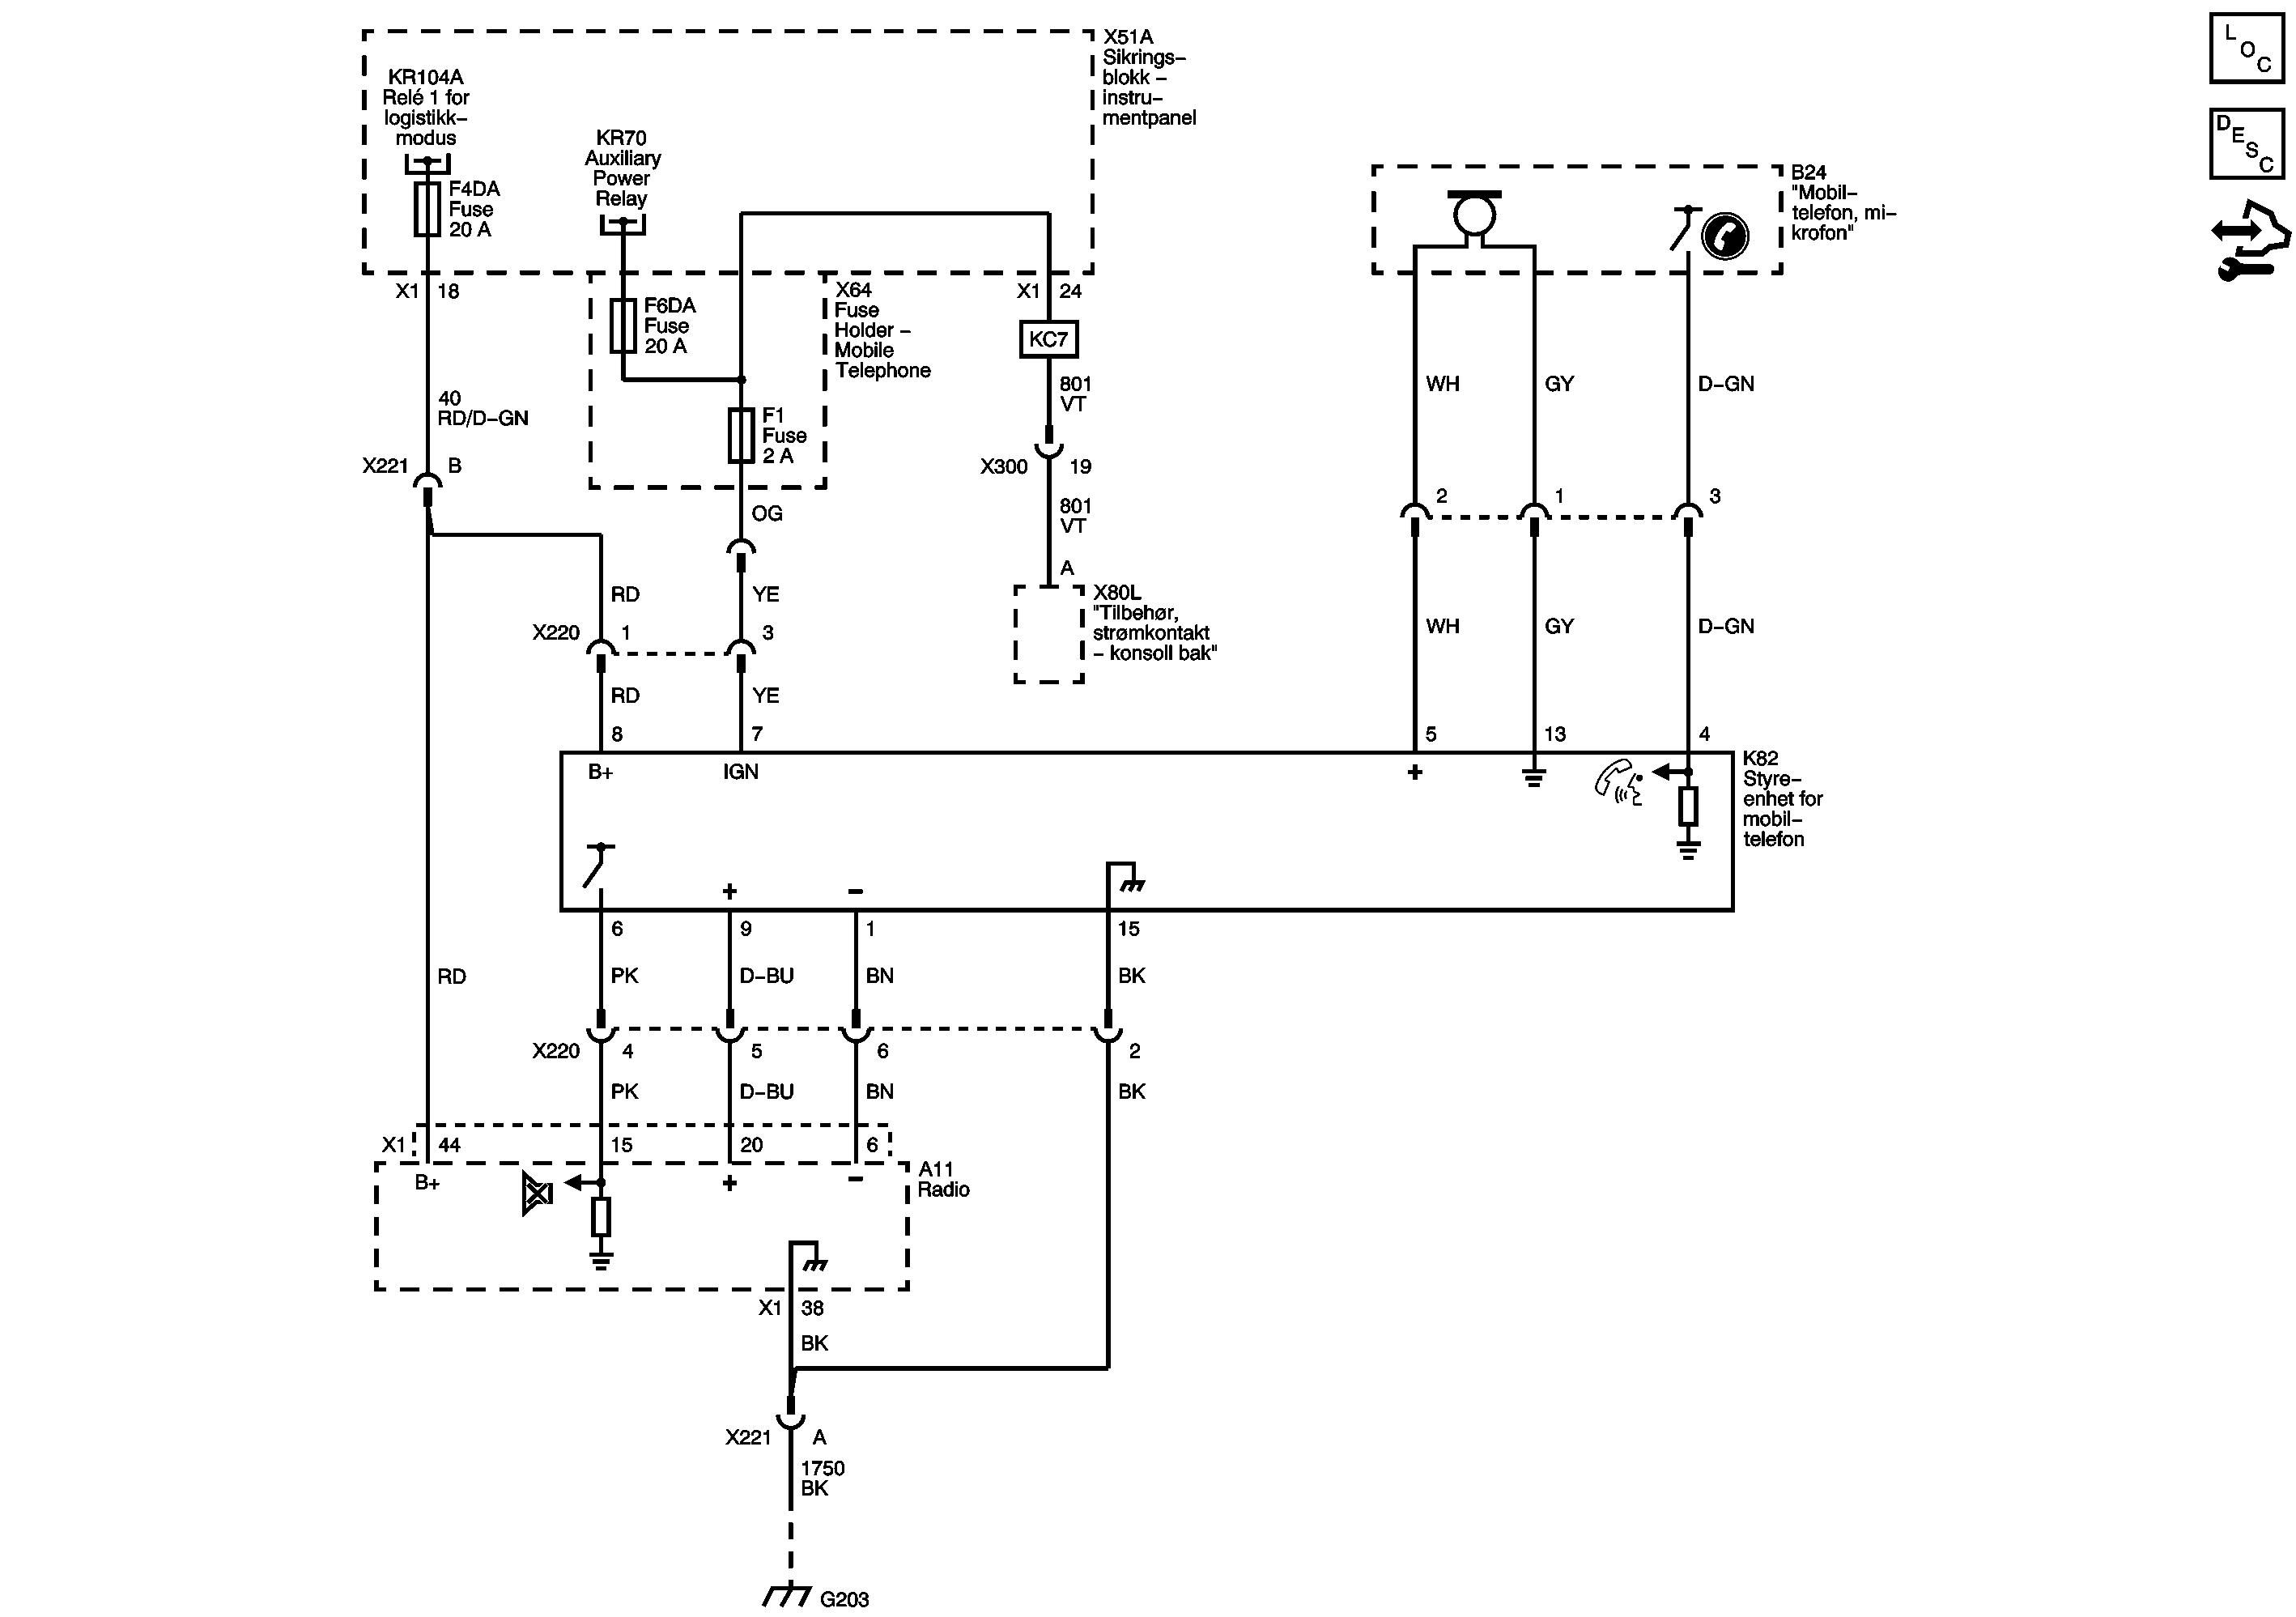 X51A
Sikrings–
blokk –
instru–
mentpanel
KR104A
Relé 1 for
logistikk–
modus
F4DA
Fuse
20 A
KR70
Auxiliary
Power
Relay
X1 18
F6DA
Fuse
20 A
X64
Fuse
Holder –
Mobile
Telephone
F1
Fuse
2 A
X1 24
KC7
801
VT
X300 19
801
VT
A
X80L
"Tilbehør,
strømkontakt
– konsoll bak"
B24
"Mobil–
telefon, mi–
krofon"
L
O
C
D
E
S
C
WH GY D–GN
2 1 3
WH GY D–GN
5 13 4
40
RD/D–GN
X221 B
OG
RD YE
X220 1 3
RD YE
8 7
B+ IGN + 
K82
Styre–
enhet for
mobil–
telefon
+ –
6 9 1 15
RD
PK D–BU BN BK
X220 4 5 6 2
PK D–BU BN BK
X1 44 15 20 6
B+ + –
A11
Radio
X1 38
BK
X221 A
1750
BK
G203